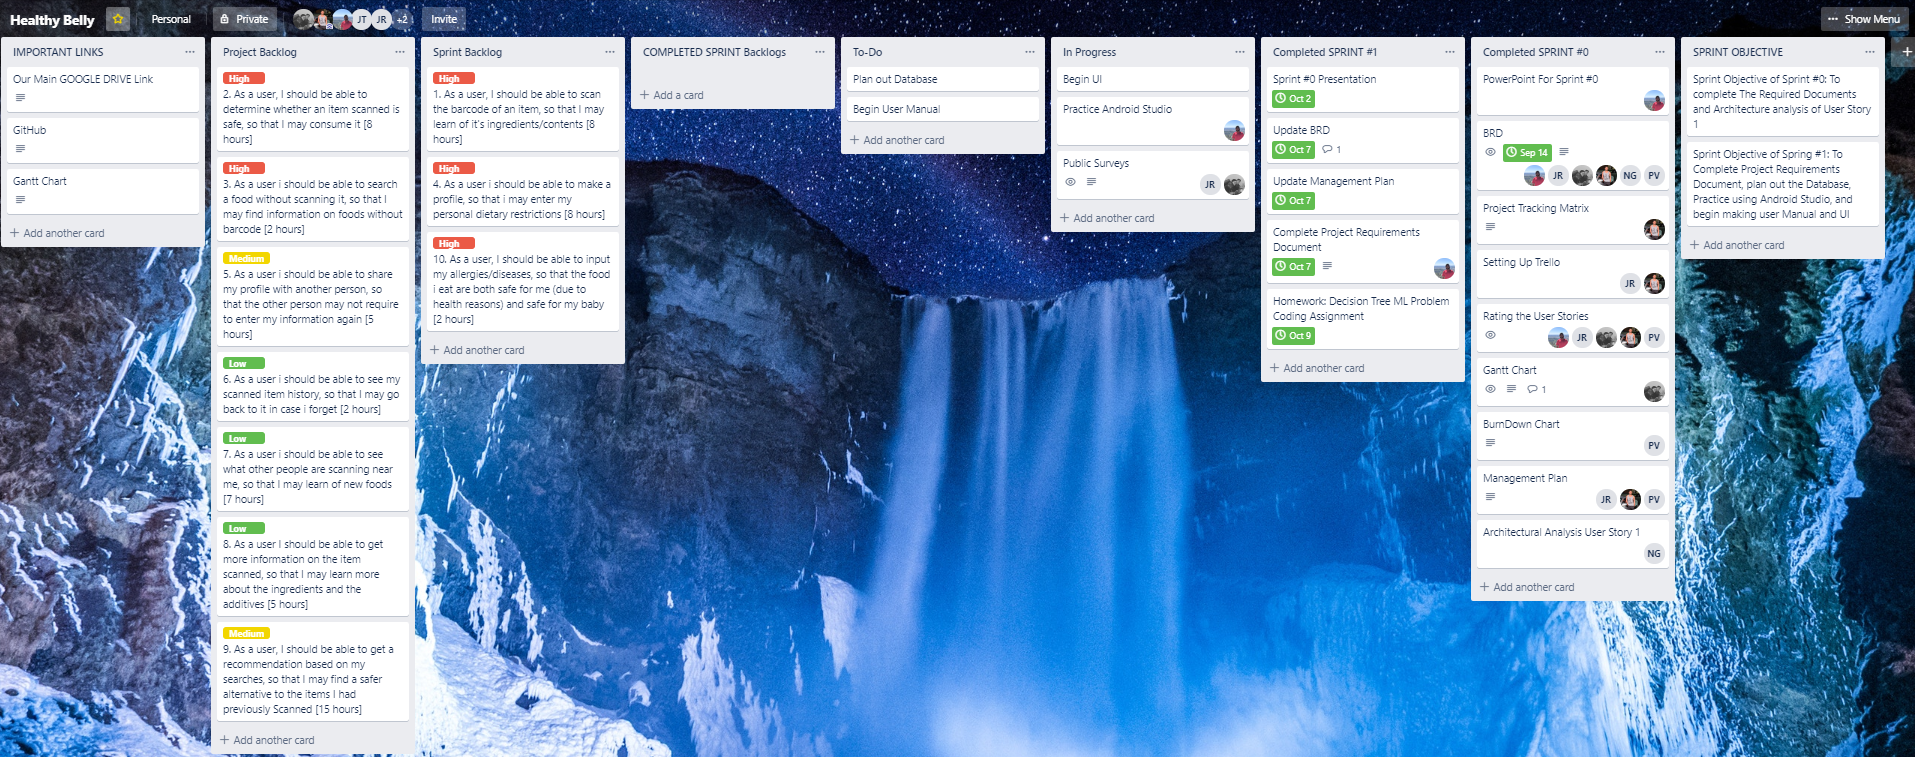 Healthy Belly
Personal
Private
JT
JR
+2
Invite
Show Menu
IMPORTANT LINKS
Our Main GOOGLE DRIVE Link
GitHub
Gantt Chart
Add another card
Project Backlog
High
2. As a user, I should be able to
determine whether an item scanned is
safe, so that I may consume it [8
hours]
High
3. As a user i should be able to search
a food without scanning it, so that I
may find information on foods without
barcode [2 hours]
Medium
5. As a user i should be able to share
my profile with another person, so
that the other person may not require
to enter my information again [5
hours]
Low
6. As a user i should be able to see my
scanned item history, so that I may go
back to it in case i forget [2 hours]
Low
7. As a user i should be able to see
what other people are scanning near
me, so that I may learn of new foods
[7 hours]
Low
8. As a user I should be able to get
more information on the item
scanned, so that I may learn more
about the ingredients and the
additives [5 hours]
Medium
9. As a user, I should be able to get a
recommendation based on my
searches, so that I may find a safer
alternative to the items I had
previously Scanned [15 hours]
Add another card
Sprint Backlog
High
1. As a user, I should be able to scan
the barcode of an item, so that I may
learn of it's ingredients/contents [8
hours]
High
4. As a user i should be able to make a
profile, so that i may enter my
personal dietary restrictions [8 hours]
High
10. As a user, I should be able to input
my allergies/diseases, so that the food
i eat are both safe for me (due to
health reasons) and safe for my baby
[2 hours]
Add another card
COMPLETED SPRINT Backlogs
Add a card
To-Do
Plan out Database
Begin User Manual
Add another card
In Progress
Begin UI
Practice Android Studio
Public Surveys
JR
Add another card
Completed SPRINT #1
Sprint #0 Presentation
Oct 2
Update BRD
Oct 7
1
Update Management Plan
Oct 7
Complete Project Requirements
Document
Oct 7
Homework: Decision Tree ML Problem
Coding Assignment
Oct 9
Add another card
Completed SPRINT #0
PowerPoint For Sprint #0
BRD
Sep 14
JR
NG
PV
Project Tracking Matrix
Setting Up Trello
JR
Rating the User Stories
JR
PV
Gantt Chart
1
BurnDown Chart
PV
Management Plan
JR
PV
Architectural Analysis User Story 1
NG
Add another card
SPRINT OBJECTIVE
Sprint Objective of Sprint #0: To
complete The Required Documents
and Architecture analysis of User Story
1
Sprint Objective of Spring #1: To
Complete Project Requirements
Document, plan out the Database,
Practice using Android Studio, and
begin making user Manual and UI
Add another card